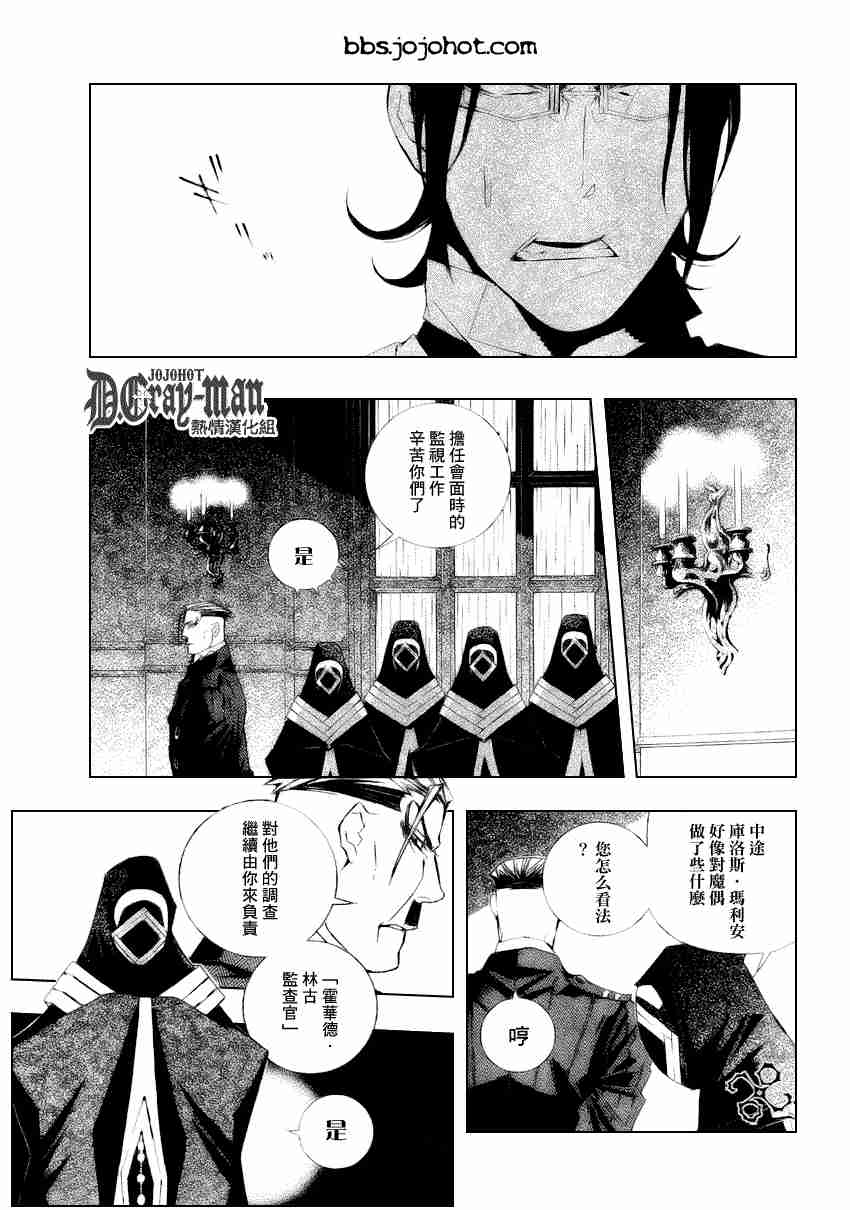 bbs.jojohot.com
JOJOHOT
D.Gray-man
熱情漢化組
擔任會面時的
監視工作
辛苦你們了
是
中途
庫洛斯．瑪利安
好像對魔偶
做了些什麼
您怎么看法
？
哼
對他們的調查
繼續由你來負責
「霍華德．
林古
監查官」
是